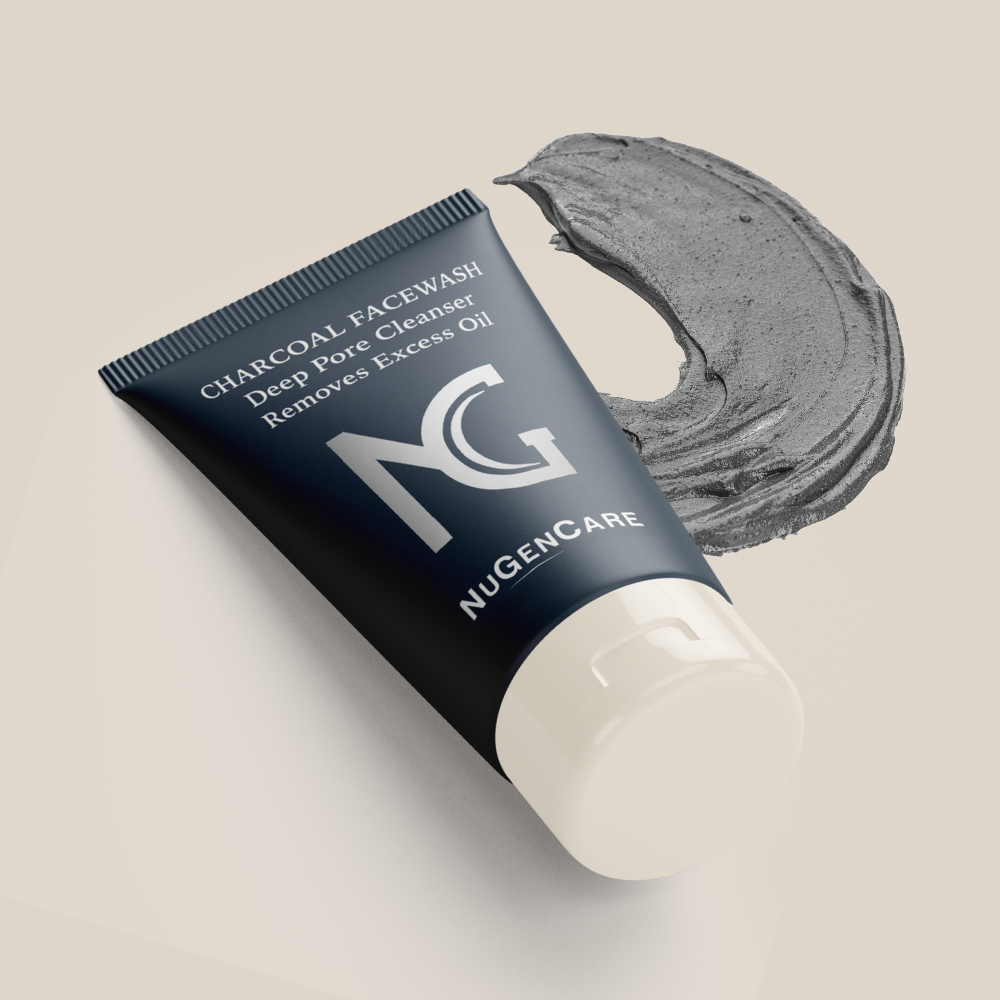 CHARCOAL FACEWASH
Deep Pore Cleanser
Removes Excess Oil
NG
NUGENCARE